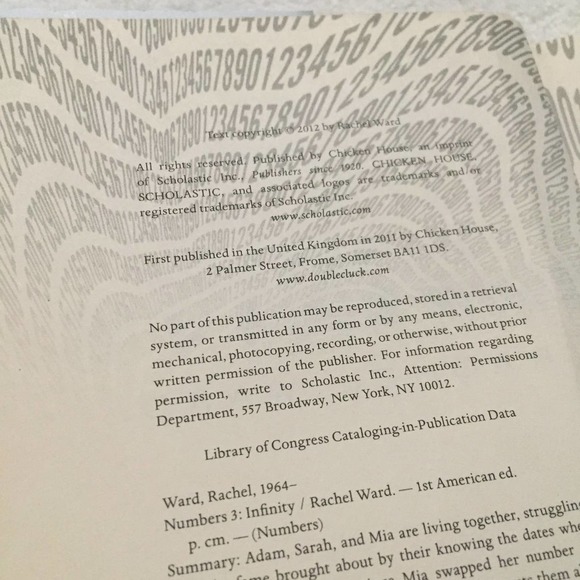 Text copyright © 2012 by Rachel Ward
All rights reserved. Published by Chicken House, an imprint
of Scholastic Inc., Publishers since 1920. CHICKEN HOUSE,
SCHOLASTIC, and associated logos are trademarks and/or
registered trademarks of Scholastic Inc.
www.scholastic.com
First published in the United Kingdom in 2011 by Chicken House,
2 Palmer Street, Frome, Somerset BA11 1DS.
www.doublecluck.com
No part of this publication may be reproduced, stored in a retrieval
system, or transmitted in any form or by any means, electronic,
mechanical, photocopying, recording, or otherwise, without prior
written permission of the publisher. For information regarding
permission, write to Scholastic Inc., Attention: Permissions
Department, 557 Broadway, New York, NY 10012.
Library of Congress Cataloging-in-Publication Data
Ward, Rachel, 1964–
Numbers 3: Infinity / Rachel Ward. — 1st American ed.
p. cm. — (Numbers)
Summary: Adam, Sarah, and Mia are living together, struggling
brought about by their knowing the dates
Mia swapped her number
them